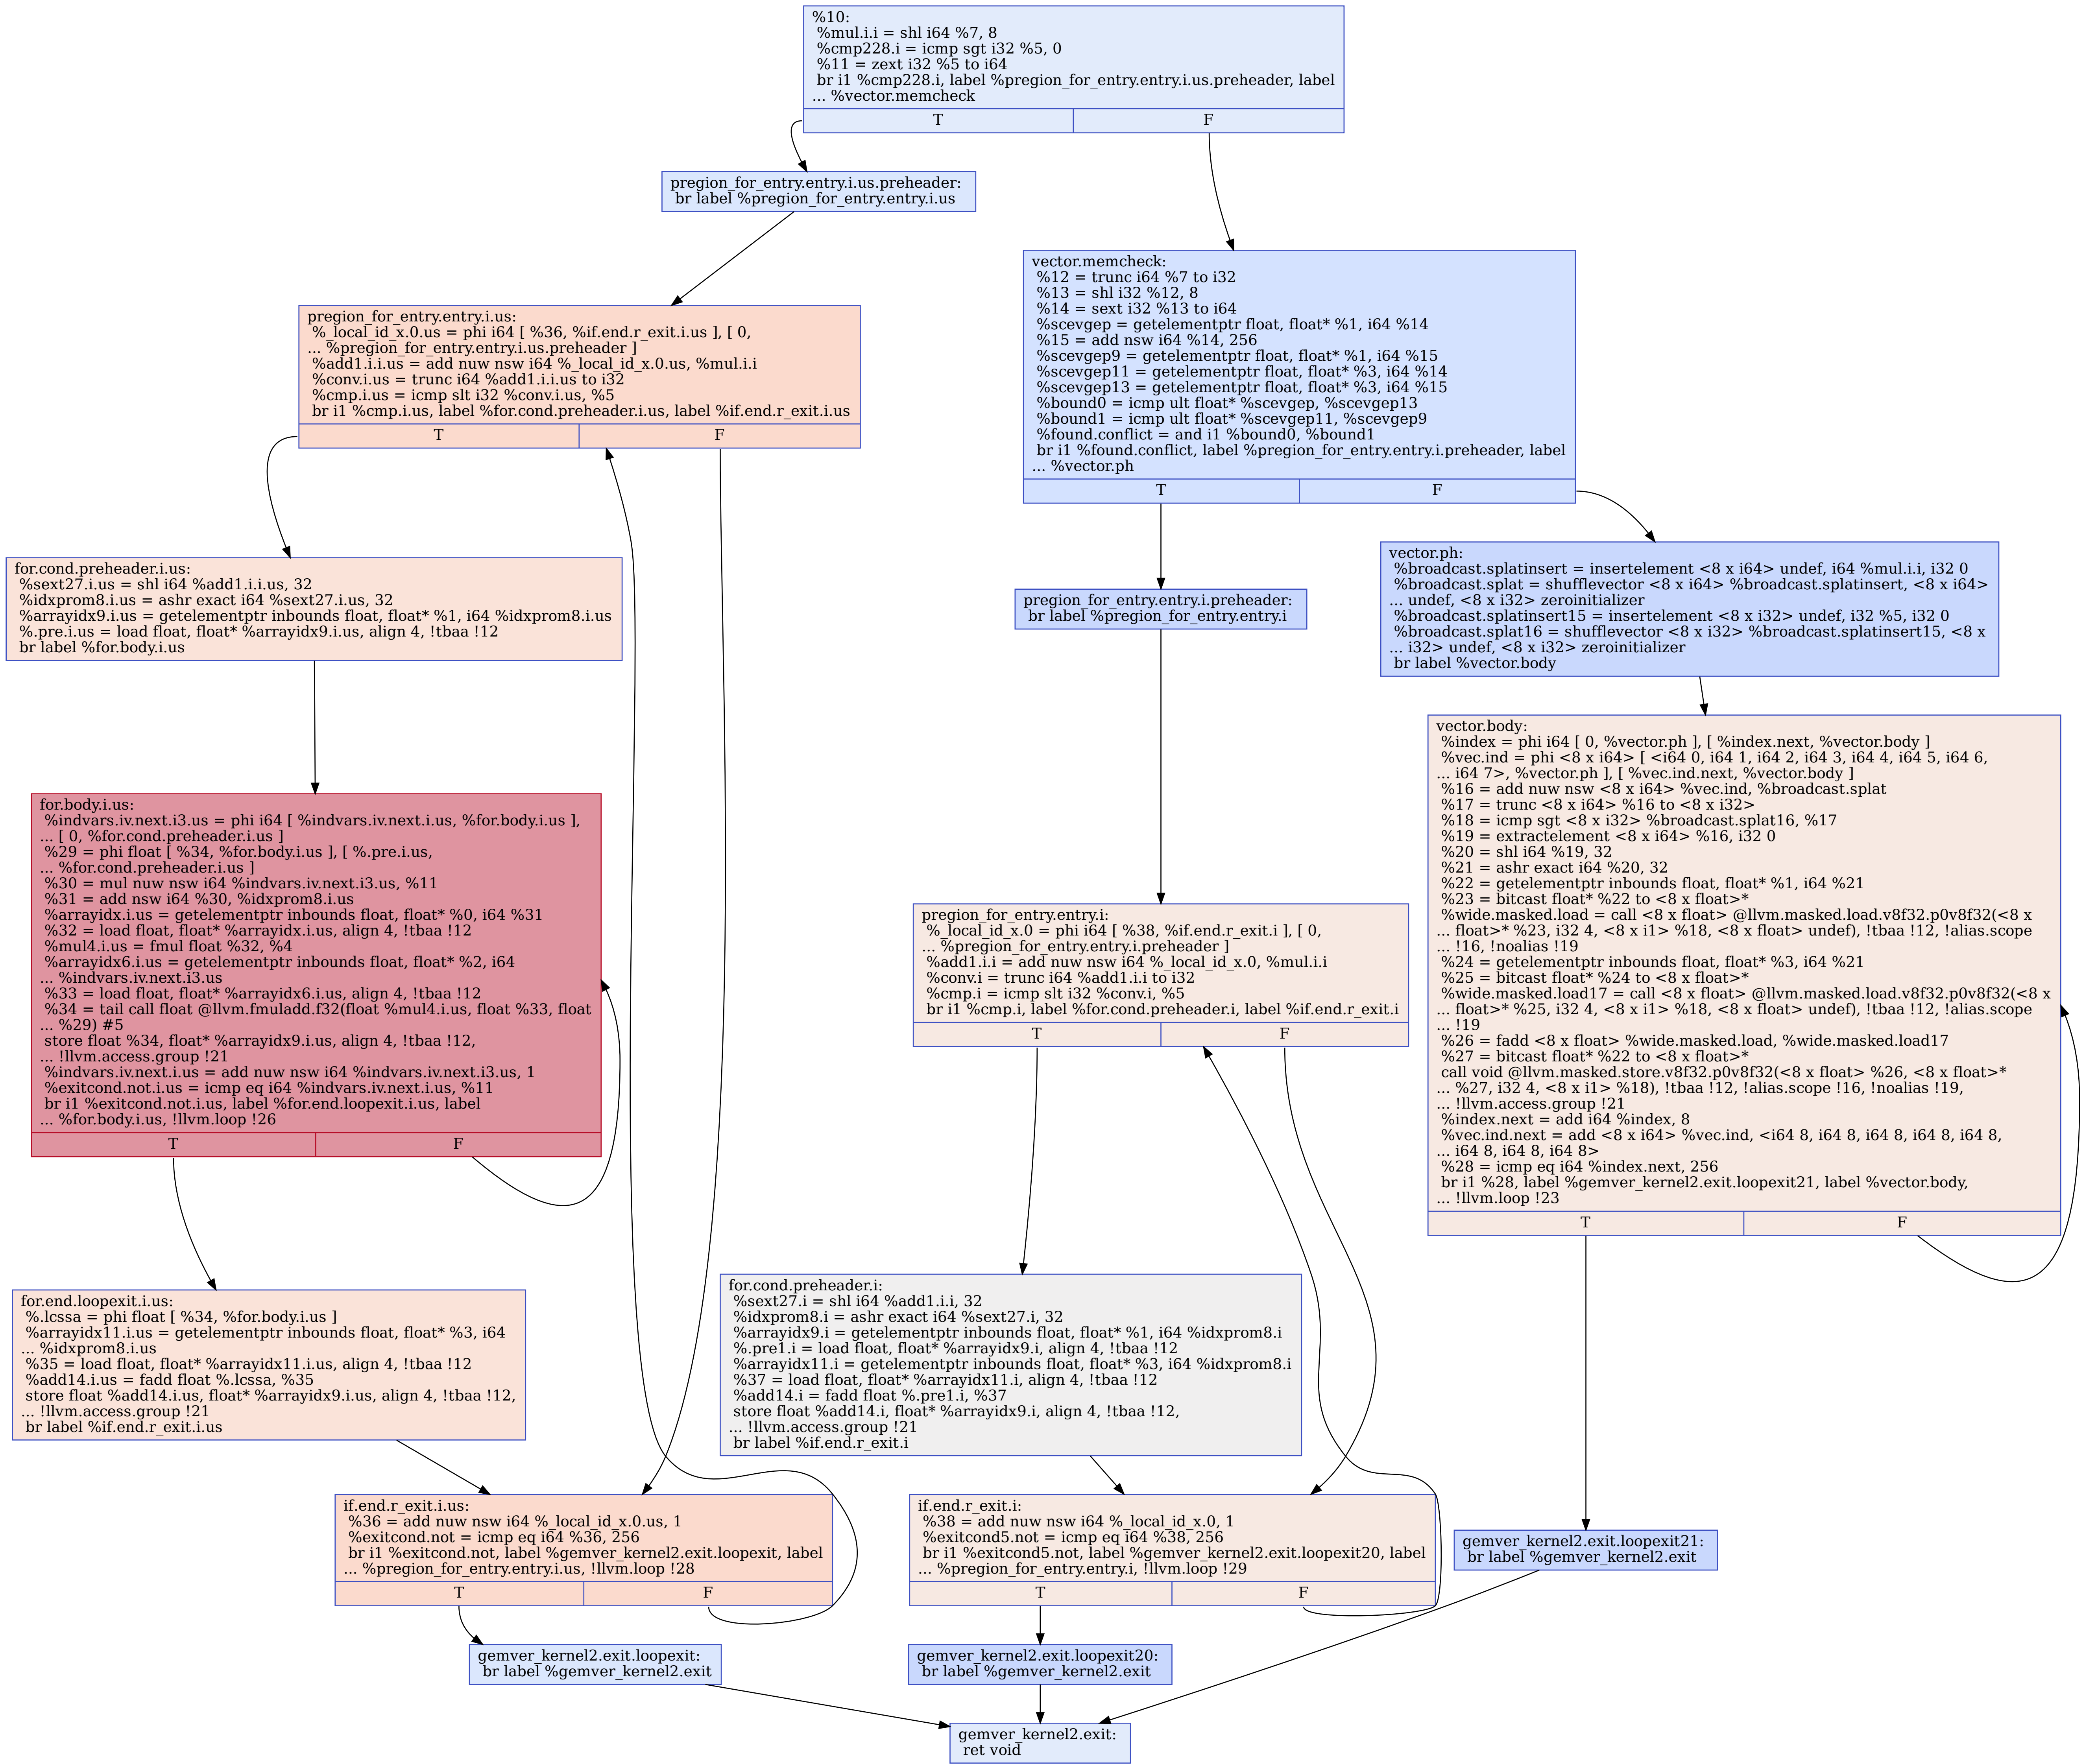 %10:
%mul.i.i = shl i64 %7, 8
%cmp228.i = icmp sgt i32 %5, 0
%11 = zext i32 %5 to i64
br i1 %cmp228.i, label %pregion_for_entry.entry.i.us.preheader, label
... %vector.memcheck
T
F
pregion_for_entry.entry.i.us.preheader:
br label %pregion_for_entry.entry.i.us
vector.memcheck:
%12 = trunc i64 %7 to i32
%13 = shl i32 %12, 8
%14 = sext i32 %13 to i64
%scevgep = getelementptr float, float* %1, i64 %14
%15 = add nsw i64 %14, 256
%scevgep9 = getelementptr float, float* %1, i64 %15
%scevgep11 = getelementptr float, float* %3, i64 %14
%scevgep13 = getelementptr float, float* %3, i64 %15
%bound0 = icmp ult float* %scevgep, %scevgep13
%bound1 = icmp ult float* %scevgep11, %scevgep9
%found.conflict = and i1 %bound0, %bound1
br i1 %found.conflict, label %pregion_for_entry.entry.i.preheader, label
... %vector.ph
T
F
pregion_for_entry.entry.i.us:
%_local_id_x.0.us = phi i64 [ %36, %if.end.r_exit.i.us ], [ 0,
... %pregion_for_entry.entry.i.us.preheader ]
%add1.i.i.us = add nuw nsw i64 %_local_id_x.0.us, %mul.i.i
%conv.i.us = trunc i64 %add1.i.i.us to i32
%cmp.i.us = icmp slt i32 %conv.i.us, %5
br i1 %cmp.i.us, label %for.cond.preheader.i.us, label %if.end.r_exit.i.us
T
F
for.cond.preheader.i.us:
%sext27.i.us = shl i64 %add1.i.i.us, 32
%idxprom8.i.us = ashr exact i64 %sext27.i.us, 32
%arrayidx9.i.us = getelementptr inbounds float, float* %1, i64 %idxprom8.i.us
%.pre.i.us = load float, float* %arrayidx9.i.us, align 4, !tbaa !12
br label %for.body.i.us
pregion_for_entry.entry.i.preheader:
br label %pregion_for_entry.entry.i
vector.ph:
%broadcast.splatinsert = insertelement <8 x i64> undef, i64 %mul.i.i, i32 0
%broadcast.splat = shufflevector <8 x i64> %broadcast.splatinsert, <8 x i64>
... undef, <8 x i32> zeroinitializer
%broadcast.splatinsert15 = insertelement <8 x i32> undef, i32 %5, i32 0
%broadcast.splat16 = shufflevector <8 x i32> %broadcast.splatinsert15, <8 x
... i32> undef, <8 x i32> zeroinitializer
br label %vector.body
vector.body:
%index = phi i64 [ 0, %vector.ph ], [ %index.next, %vector.body ]
%vec.ind = phi <8 x i64> [ <i64 0, i64 1, i64 2, i64 3, i64 4, i64 5, i64 6,
... i64 7>, %vector.ph ], [ %vec.ind.next, %vector.body ]
%16 = add nuw nsw <8 x i64> %vec.ind, %broadcast.splat
%17 = trunc <8 x i64> %16 to <8 x i32>
%18 = icmp sgt <8 x i32> %broadcast.splat16, %17
%19 = extractelement <8 x i64> %16, i32 0
%20 = shl i64 %19, 32
%21 = ashr exact i64 %20, 32
%22 = getelementptr inbounds float, float* %1, i64 %21
%23 = bitcast float* %22 to <8 x float>*
%wide.masked.load = call <8 x float> @llvm.masked.load.v8f32.p0v8f32(<8 x
... float>* %23, i32 4, <8 x i1> %18, <8 x float> undef), !tbaa !12, !alias.scope
... !16, !noalias !19
%24 = getelementptr inbounds float, float* %3, i64 %21
%25 = bitcast float* %24 to <8 x float>*
%wide.masked.load17 = call <8 x float> @llvm.masked.load.v8f32.p0v8f32(<8 x
... float>* %25, i32 4, <8 x i1> %18, <8 x float> undef), !tbaa !12, !alias.scope
... !19
%26 = fadd <8 x float> %wide.masked.load, %wide.masked.load17
%27 = bitcast float* %22 to <8 x float>*
call void @llvm.masked.store.v8f32.p0v8f32(<8 x float> %26, <8 x float>*
... %27, i32 4, <8 x i1> %18), !tbaa !12, !alias.scope !16, !noalias !19,
... !llvm.access.group !21
%index.next = add i64 %index, 8
%vec.ind.next = add <8 x i64> %vec.ind, <i64 8, i64 8, i64 8, i64 8, i64 8,
... i64 8, i64 8, i64 8>
%28 = icmp eq i64 %index.next, 256
br i1 %28, label %gemver_kernel2.exit.loopexit21, label %vector.body,
... !llvm.loop !23
T
F
for.body.i.us:
%indvars.iv.next.i3.us = phi i64 [ %indvars.iv.next.i.us, %for.body.i.us ],
... [ 0, %for.cond.preheader.i.us ]
%29 = phi float [ %34, %for.body.i.us ], [ %.pre.i.us,
... %for.cond.preheader.i.us ]
%30 = mul nuw nsw i64 %indvars.iv.next.i3.us, %11
%31 = add nsw i64 %30, %idxprom8.i.us
%arrayidx.i.us = getelementptr inbounds float, float* %0, i64 %31
%32 = load float, float* %arrayidx.i.us, align 4, !tbaa !12
%mul4.i.us = fmul float %32, %4
%arrayidx6.i.us = getelementptr inbounds float, float* %2, i64
... %indvars.iv.next.i3.us
%33 = load float, float* %arrayidx6.i.us, align 4, !tbaa !12
%34 = tail call float @llvm.fmuladd.f32(float %mul4.i.us, float %33, float
... %29) #5
store float %34, float* %arrayidx9.i.us, align 4, !tbaa !12,
... !llvm.access.group !21
%indvars.iv.next.i.us = add nuw nsw i64 %indvars.iv.next.i3.us, 1
%exitcond.not.i.us = icmp eq i64 %indvars.iv.next.i.us, %11
br i1 %exitcond.not.i.us, label %for.end.loopexit.i.us, label
... %for.body.i.us, !llvm.loop !26
T
F
pregion_for_entry.entry.i:
%_local_id_x.0 = phi i64 [ %38, %if.end.r_exit.i ], [ 0,
... %pregion_for_entry.entry.i.preheader ]
%add1.i.i = add nuw nsw i64 %_local_id_x.0, %mul.i.i
%conv.i = trunc i64 %add1.i.i to i32
%cmp.i = icmp slt i32 %conv.i, %5
br i1 %cmp.i, label %for.cond.preheader.i, label %if.end.r_exit.i
T
F
for.end.loopexit.i.us:
%.lcssa = phi float [ %34, %for.body.i.us ]
%arrayidx11.i.us = getelementptr inbounds float, float* %3, i64
... %idxprom8.i.us
%35 = load float, float* %arrayidx11.i.us, align 4, !tbaa !12
%add14.i.us = fadd float %.lcssa, %35
store float %add14.i.us, float* %arrayidx9.i.us, align 4, !tbaa !12,
... !llvm.access.group !21
br label %if.end.r_exit.i.us
for.cond.preheader.i:
%sext27.i = shl i64 %add1.i.i, 32
%idxprom8.i = ashr exact i64 %sext27.i, 32
%arrayidx9.i = getelementptr inbounds float, float* %1, i64 %idxprom8.i
%.pre1.i = load float, float* %arrayidx9.i, align 4, !tbaa !12
%arrayidx11.i = getelementptr inbounds float, float* %3, i64 %idxprom8.i
%37 = load float, float* %arrayidx11.i, align 4, !tbaa !12
%add14.i = fadd float %.pre1.i, %37
store float %add14.i, float* %arrayidx9.i, align 4, !tbaa !12,
... !llvm.access.group !21
br label %if.end.r_exit.i
if.end.r_exit.i.us:
%36 = add nuw nsw i64 %_local_id_x.0.us, 1
%exitcond.not = icmp eq i64 %36, 256
br i1 %exitcond.not, label %gemver_kernel2.exit.loopexit, label
... %pregion_for_entry.entry.i.us, !llvm.loop !28
T
F
if.end.r_exit.i:
%38 = add nuw nsw i64 %_local_id_x.0, 1
%exitcond5.not = icmp eq i64 %38, 256
br i1 %exitcond5.not, label %gemver_kernel2.exit.loopexit20, label
... %pregion_for_entry.entry.i, !llvm.loop !29
T
F
gemver_kernel2.exit.loopexit21:
br label %gemver_kernel2.exit
gemver_kernel2.exit.loopexit:
br label %gemver_kernel2.exit
gemver_kernel2.exit.loopexit20:
br label %gemver_kernel2.exit
gemver_kernel2.exit:
ret void